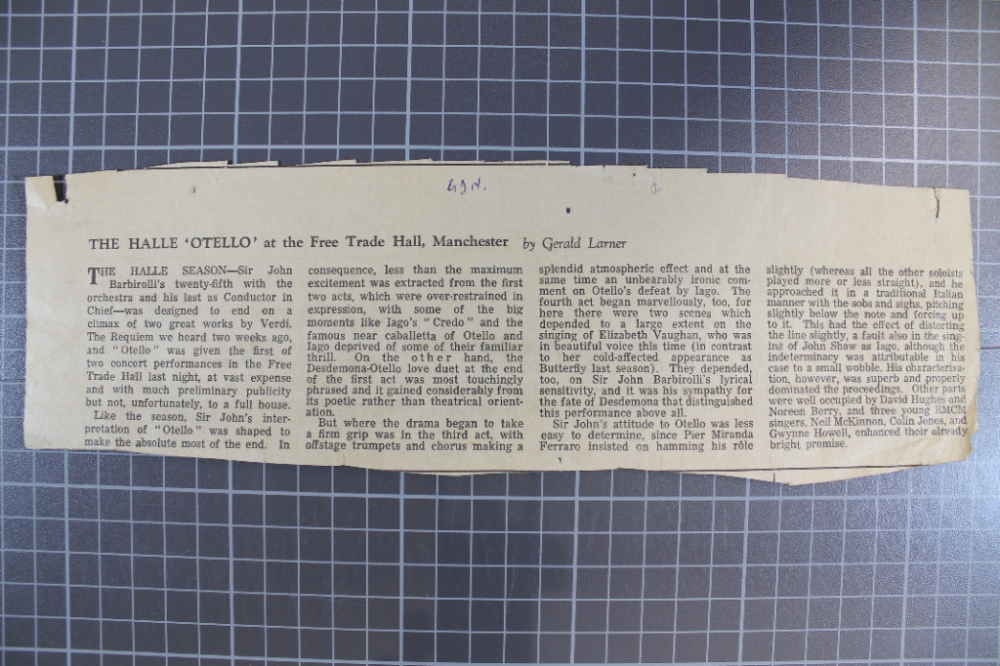 THE HALLE 'OTELLO' at the Free Trade Hall, Manchester by Gerald Larner
THE HALLE SEASON—Sir John
Barbirolli's twenty-fifth with the
orchestra and his last as Conductor in
Chief—was designed to end on a
climax of two great works by Verdi.
The Requiem we heard two weeks ago,
and "Otello" was given the first of
two concert performances in the Free
Trade Hall last night, at vast expense
and with much preliminary publicity
but not, unfortunately, to a full house.
Like the season, Sir John's inter-
pretation of "Otello" was shaped to
make the absolute most of the end. In
consequence, less than the maximum
excitement was extracted from the first
two acts, which were over-restrained in
expression, with some of the big
moments like Iago's "Credo" and the
famous near caballetta of Otello and
Iago deprived of some of their familiar
thrill. On the other hand, the
Desdemona-Otello love duet at the end
of the first act was most touchingly
phrased and it gained considerably from
its poetic rather than theatrical orient-
ation.
But where the drama began to take
a firm grip was in the third act, with
offstage trumpets and chorus making a
splendid atmospheric effect and at the
same time an unbearably ironic com-
ment on Otello's defeat by Iago. The
fourth act began marvellously, too, for
here there were two scenes which
depended to a large extent on the
singing of Elizabeth Vaughan, who was
in beautiful voice this time (in contrast
to her cold-affected appearance as
Butterfly last season). They depended,
too, on Sir John Barbirolli's lyrical
sensitivity, and it was his sympathy for
the fate of Desdemona that distinguished
this performance above all.
Sir John's attitude to Otello was less
easy to determine, since Pier Miranda
Ferraro insisted on hamming his rôle
slightly (whereas all the other soloists
played more or less straight), and he
approached it in a traditional Italian
manner with the sobs and sighs, pitching
slightly below the note and forcing up
to it. This had the effect of distorting
the line slightly, a fault also in the sing-
ing of John Shaw as Iago, although the
indeterminacy was attributable in his
case to a small wobble. His characterisa-
tion, however, was superb and properly
dominated the proceedings. Other parts
were well occupied by David Hughes and
Noreen Berry, and three young RMCM
singers, Neil McKinnon, Colin Jones, and
Gwynne Howell, enhanced their already
bright promise.